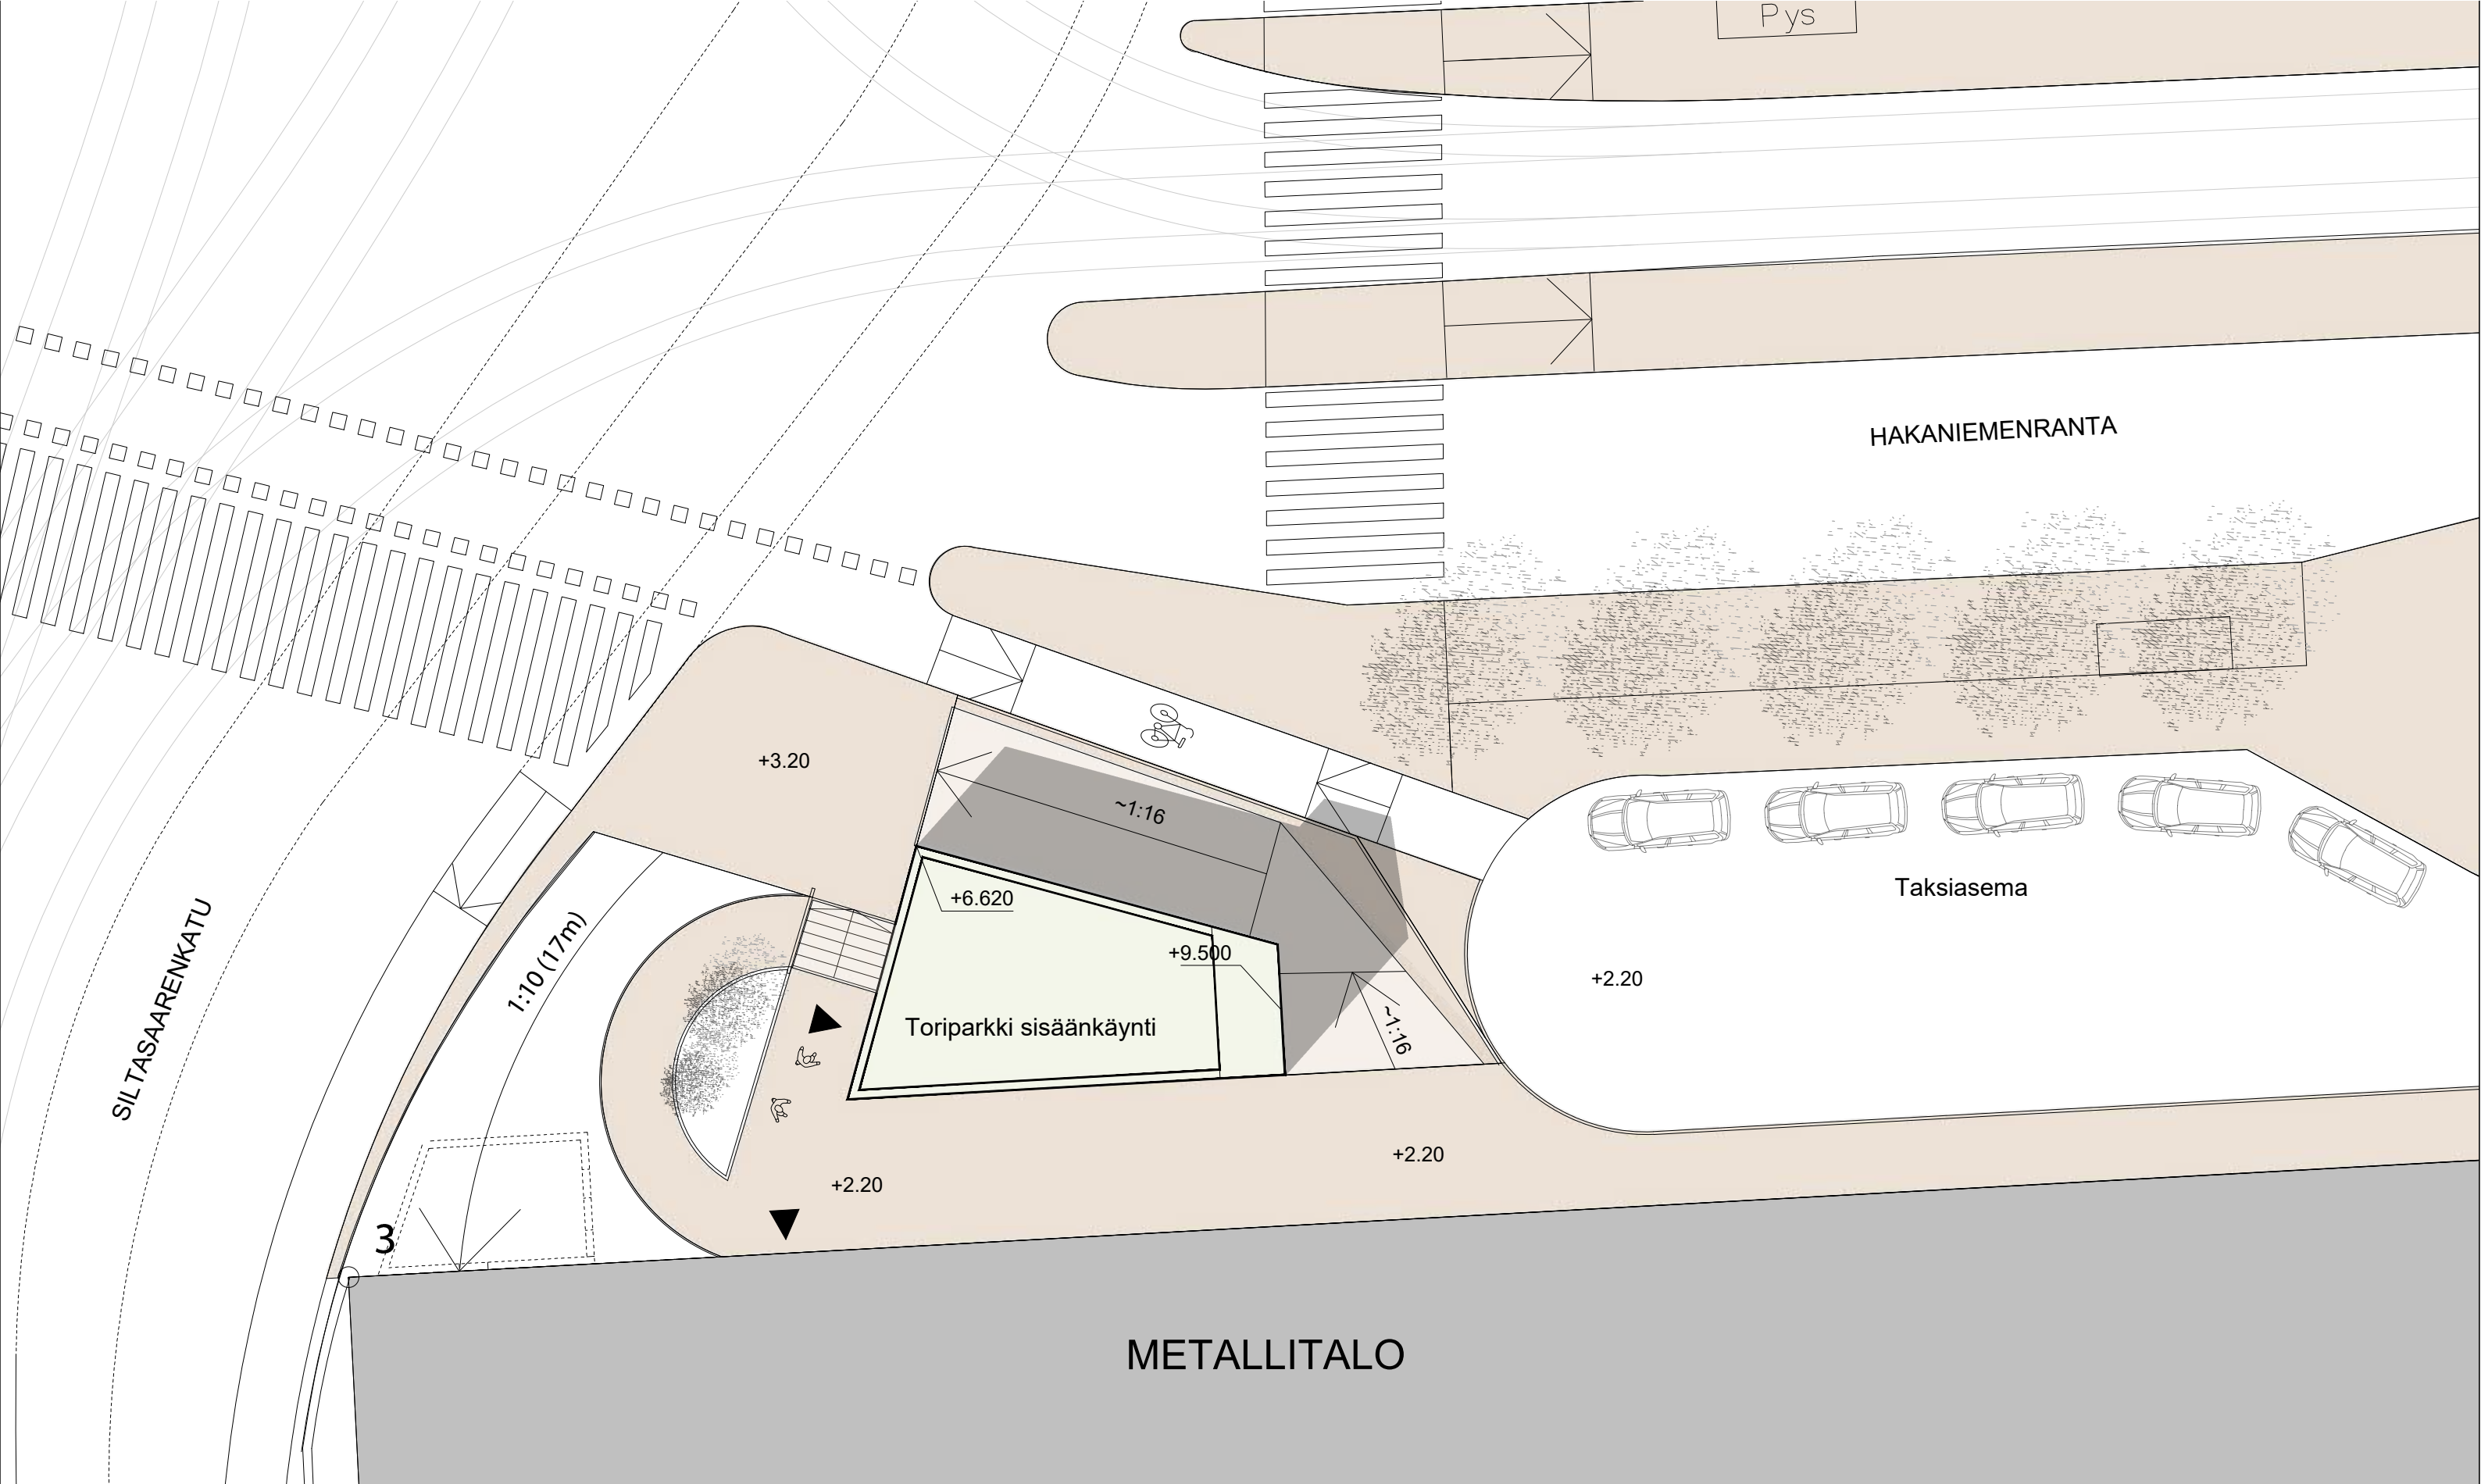 Pys
HAKANIEMENRANTA
+3.20
~1:16
+6.620
Taksiasema
1:10 (17m)
SILTASAARENKATU
+9.500
+2.20
Toriparkki sisäänkäynti
~1:16
+2.20
+2.20
3
METALLITALO